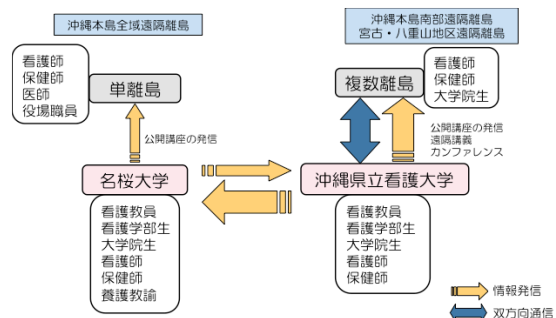 沖縄本島全域遠隔離島
沖縄本島南部遠隔離島
宮古・八重山地区遠隔離島
看護師
保健師
医師
役場職員
単離島
複数離島
看護師
保健師
大学院生
公開講座の発信
公開講座の発信
遠隔講義
カンファレンス
名桜大学
沖縄県立看護大学
看護教員
看護学部生
大学院生
看護師
保健師
養護教諭
看護教員
看護学部生
大学院生
看護師
保健師
情報発信
双方向通信